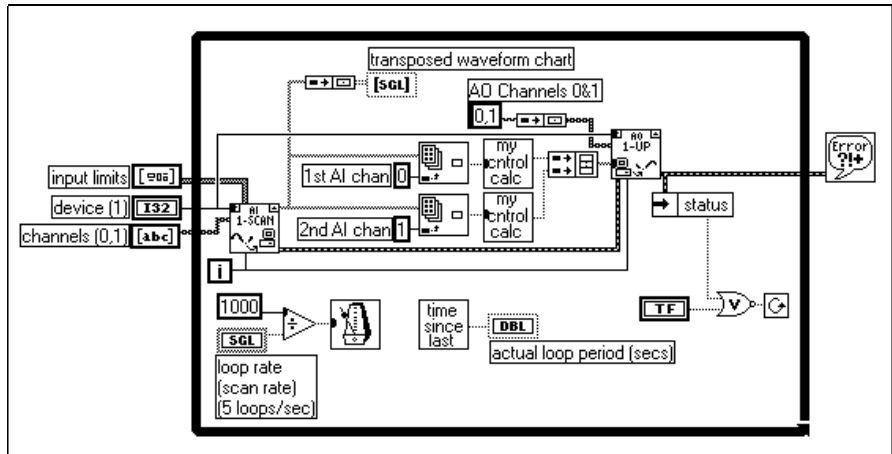 transposed waveform chart
[SGL]
AO Channels 0&1
0,1
AO
1-UP
my
cntrol
calc
1st AI chan 0
input limits
device (1) I32
channels (0,1) [abc]
AI
1-SCAN
2nd AI chan 1
my
cntrol
calc
Error
?!+
status
i
1000
÷
SGL
loop rate
(scan rate)
(5 loops/sec)
time
since
last
DBL
actual loop period (secs)
TF
V